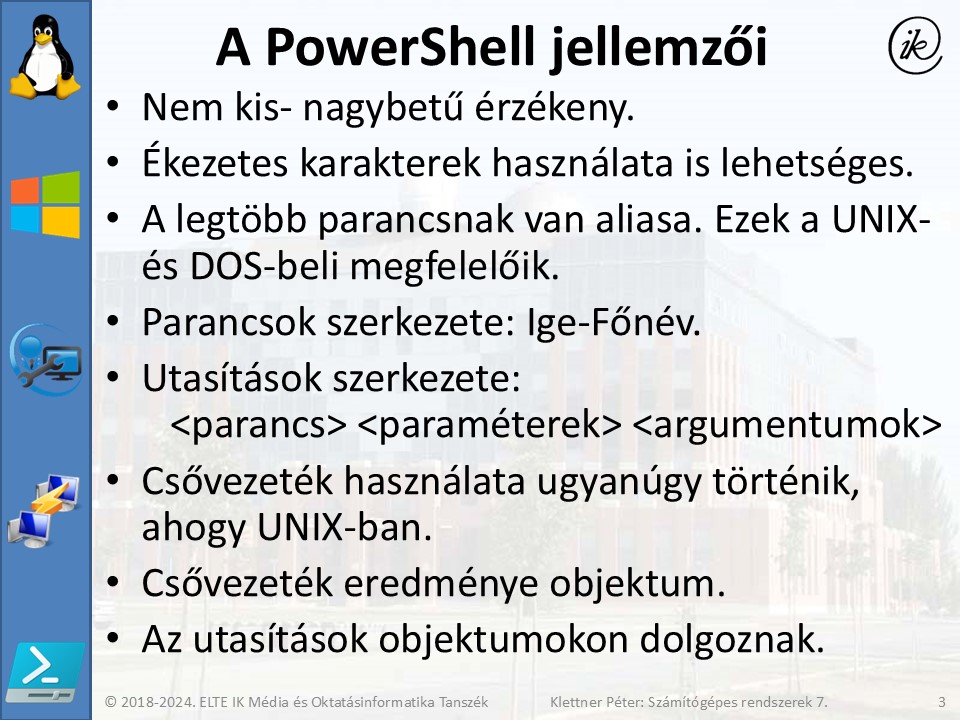 A PowerShell jellemzői
ik
• Nem kis- nagybetű érzékeny.
• Ékezetes karakterek használata is lehetséges.
• A legtöbb parancsnak van aliasa. Ezek a UNIX-
és DOS-beli megfelelőik.
• Parancsok szerkezete: Ige-Főnév.
• Utasítások szerkezete:
<parancs> <paraméterek> <argumentumok>
• Csővezeték használata ugyanúgy történik,
ahogy UNIX-ban.
• Csővezeték eredménye objektum.
• Az utasítások objektumokon dolgoznak.
© 2018-2024. ELTE IK Média és Oktatásinformatika Tanszék Klettner Péter: Számítógépes rendszerek 7. 3